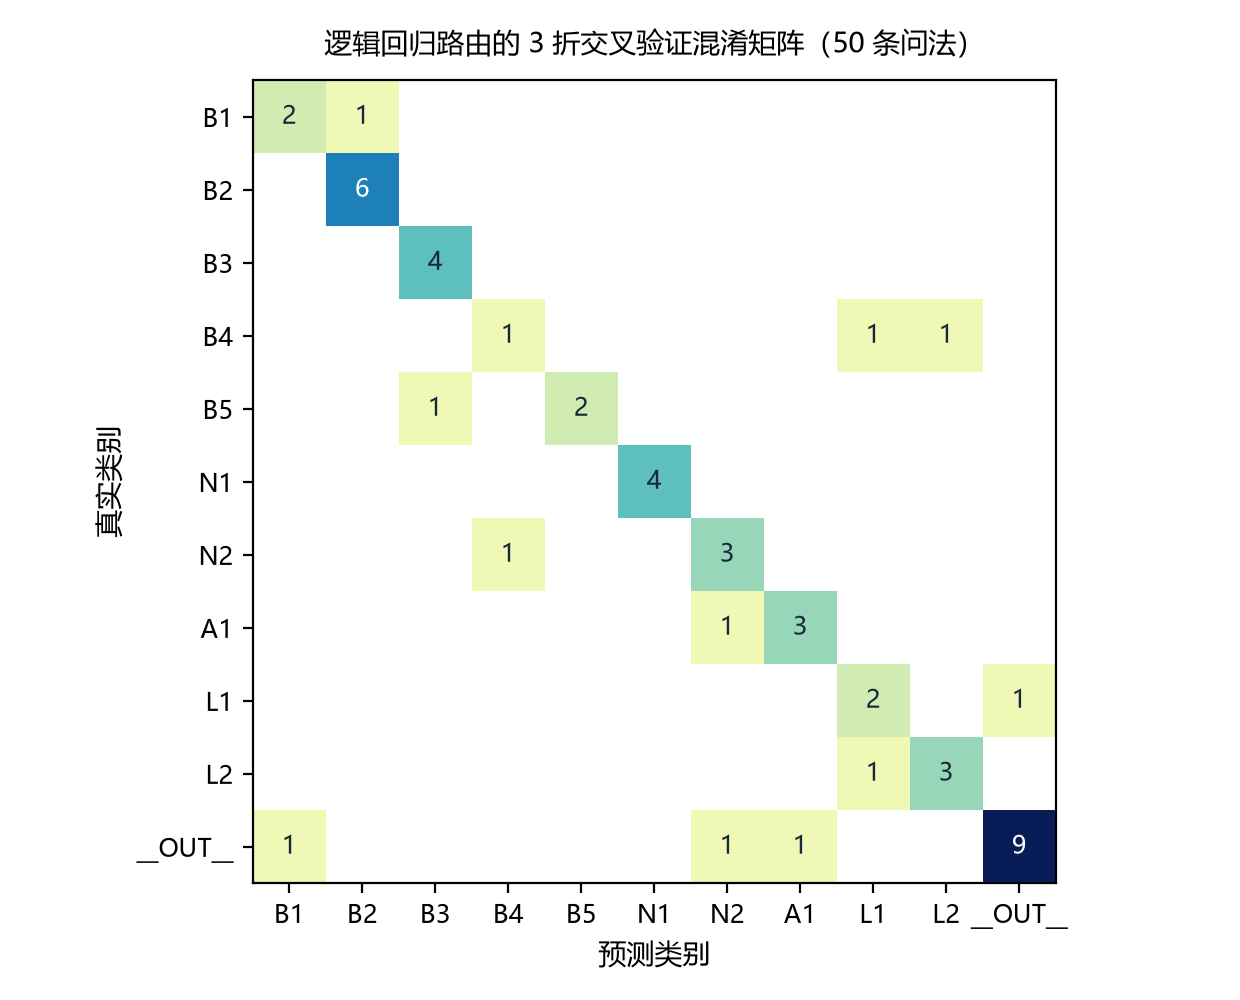 逻辑回归路由的 3 折交叉验证混淆矩阵（50 条问法）
B1 2 1
B2 6
B3 4
B4 1 1 1
B5 1 2
N1 4
N2 1 3
A1 1 3
L1 2 1
L2 1 3
__OUT__ 1 1 1 9
B1 B2 B3 B4 B5 N1 N2 A1 L1 L2 __OUT__
预测类别
真实类别